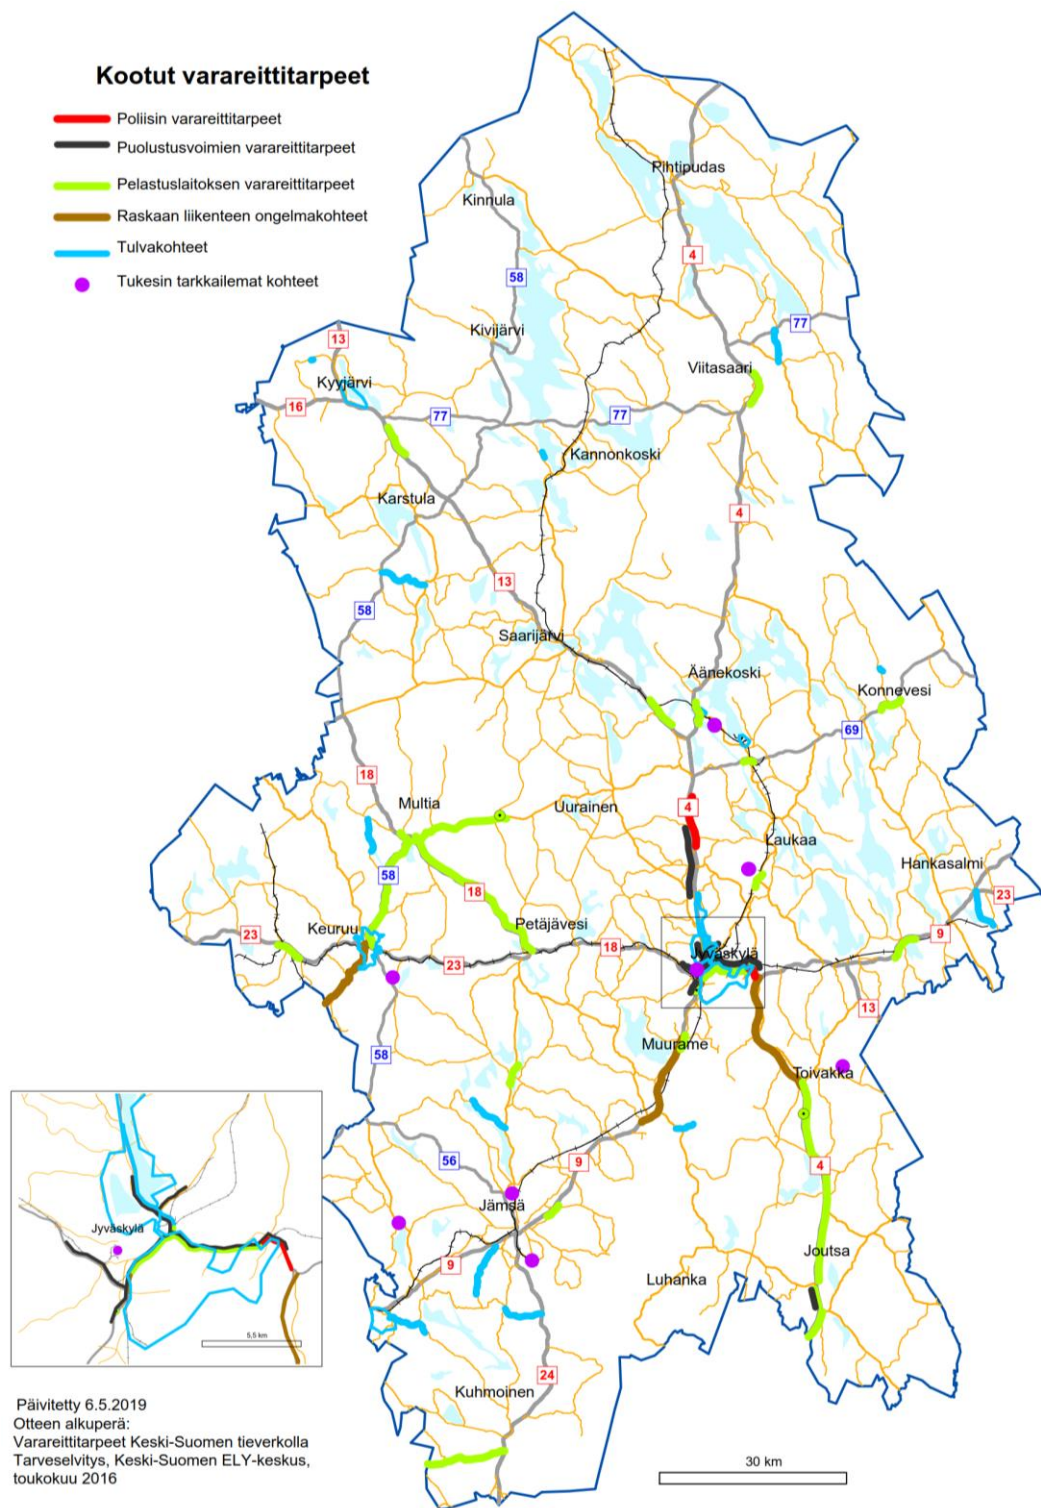 Kootut varareittitarpeet
Poliisin varareittitarpeet
Puolustusvoimien varareittitarpeet
Pelastuslaitoksen varareittitarpeet
Raskaan liikenteen ongelmakohteet
Tulvakohteet
Tukesin tarkkailemat kohteet
Pihtipudas
Kinnula
4
58
77
Kivijärvi
13
Viitasaari
Kyyjärvi
16
77
77
Kannonkoski
Karstula
4
13
58
Saarijärvi
Äänekoski
Konnevesi
69
18
Multia
Uurainen
4
Laukaa
Hankasalmi
58
18
23
Keuruu
Petäjävesi
23
18
9
23
Jyväskylä
13
58
Muurame
Toivakka
56
9
4
Jämsä
Joutsa
9
Luhanka
24
Kuhmoinen
Jyväskylä
5,5 km
Päivitetty 6.5.2019
Otteen alkuperä:
Varareittitarpeet Keski-Suomen tieverkolla
Tarveselvitys, Keski-Suomen ELY-keskus,
toukokuu 2016
30 km